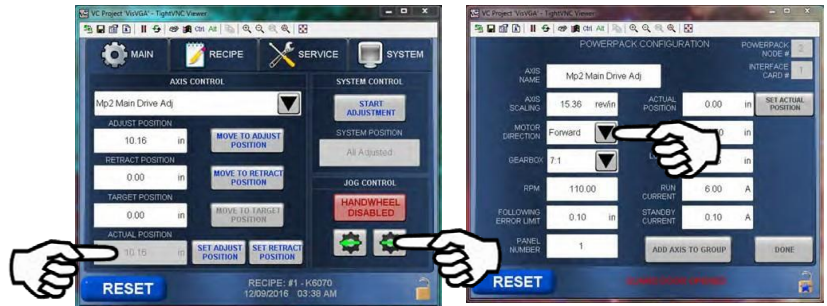 VC Project 'VisVGA' - TightVNC Viewer
Ctrl Alt
MAIN
RECIPE
SERVICE
SYSTEM
AXIS CONTROL
Mp2 Main Drive Adj
ADJUST POSITION
10.16 in
MOVE TO ADJUST
POSITION
RETRACT POSITION
0.00 in
MOVE TO RETRACT
POSITION
TARGET POSITION
0.00 in
MOVE TO TARGET
POSITION
ACTUAL POSITION
10.16 in
SET ADJUST
POSITION
SET RETRACT
POSITION
SYSTEM CONTROL
START
ADJUSTMENT
SYSTEM POSITION
All Adjusted
JOG CONTROL
HANDWHEEL
DISABLED
RESET
RECIPE: #1 - K6070
12/09/2016 03:38 AM
VC Project 'VisVGA' - TightVNC Viewer
Ctrl Alt
POWERPACK CONFIGURATION
POWERPACK
NODE # 2
INTERFACE
CARD # 1
AXIS
NAME
Mp2 Main Drive Adj
AXIS
SCALING
15.36 rev/in
ACTUAL
POSITION
0.00 in
SET ACTUAL
POSITION
MOTOR
DIRECTION
Forward
in
GEARBOX
7:1
in
RPM
110.00
RUN
CURRENT
6.00 A
FOLLOWING
ERROR LIMIT
0.10 in
STANDBY
CURRENT
0.10 A
PANEL
NUMBER
1
ADD AXIS TO GROUP
DONE
RESET